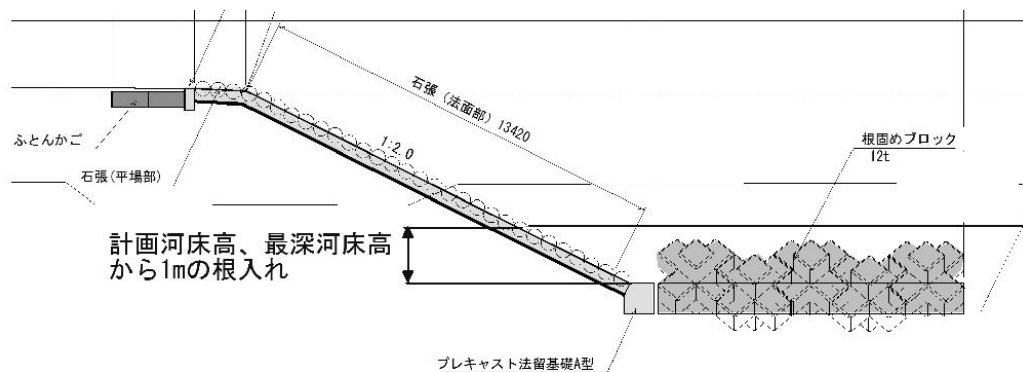 石張（法面部）13420
1:2.0
ふとんかご
石張(平場部)
根固めブロック
12t
計画河床高、最深河床高
から1mの根入れ
プレキャスト法留基礎A型